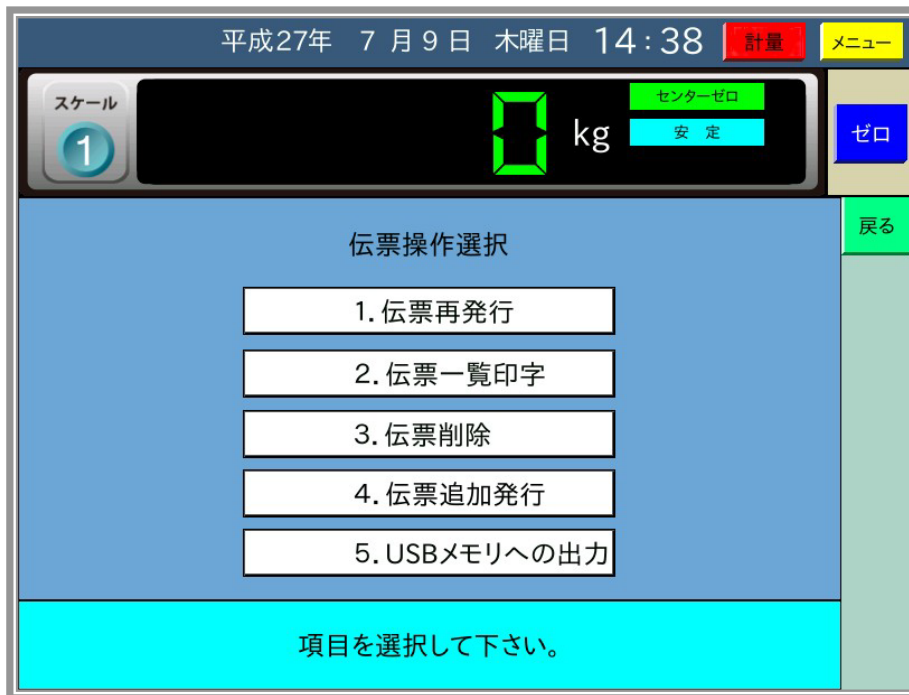 平成27年 7月9日 木曜日 14:38 計量 メニュー
スケール
1
0 kg
センターゼロ
安 定
ゼロ
戻る
伝票操作選択
1.伝票再発行
2.伝票一覧印字
3.伝票削除
4.伝票追加発行
5.USBメモリへの出力
項目を選択して下さい。